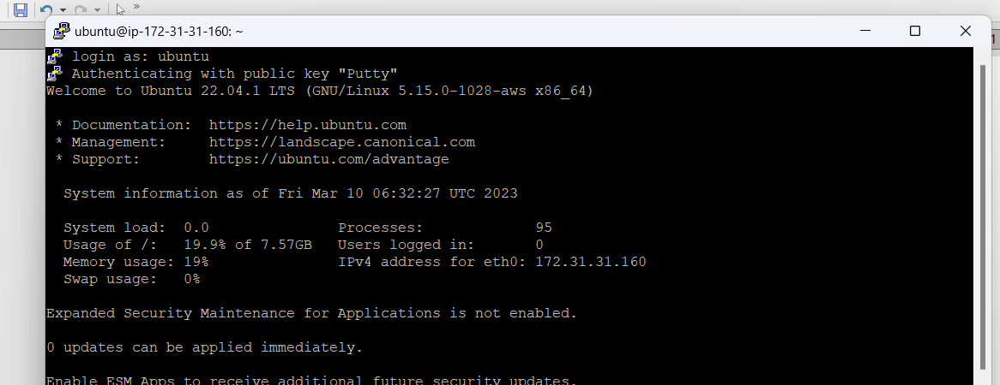 »
ubuntu@ip-172-31-31-160: ~
1
login as: ubuntu
Authenticating with public key "Putty"
Welcome to Ubuntu 22.04.1 LTS (GNU/Linux 5.15.0-1028-aws x86_64)
* Documentation:  https://help.ubuntu.com
* Management:     https://landscape.canonical.com
* Support:        https://ubuntu.com/advantage
System information as of Fri Mar 10 06:32:27 UTC 2023
System load:  0.0               Processes:             95
Usage of /:   19.9% of 7.57GB   Users logged in:       0
Memory usage: 19%               IPv4 address for eth0: 172.31.31.160
Swap usage:   0%
Expanded Security Maintenance for Applications is not enabled.
0 updates can be applied immediately.
Enable ESM Apps to receive additional future security updates.